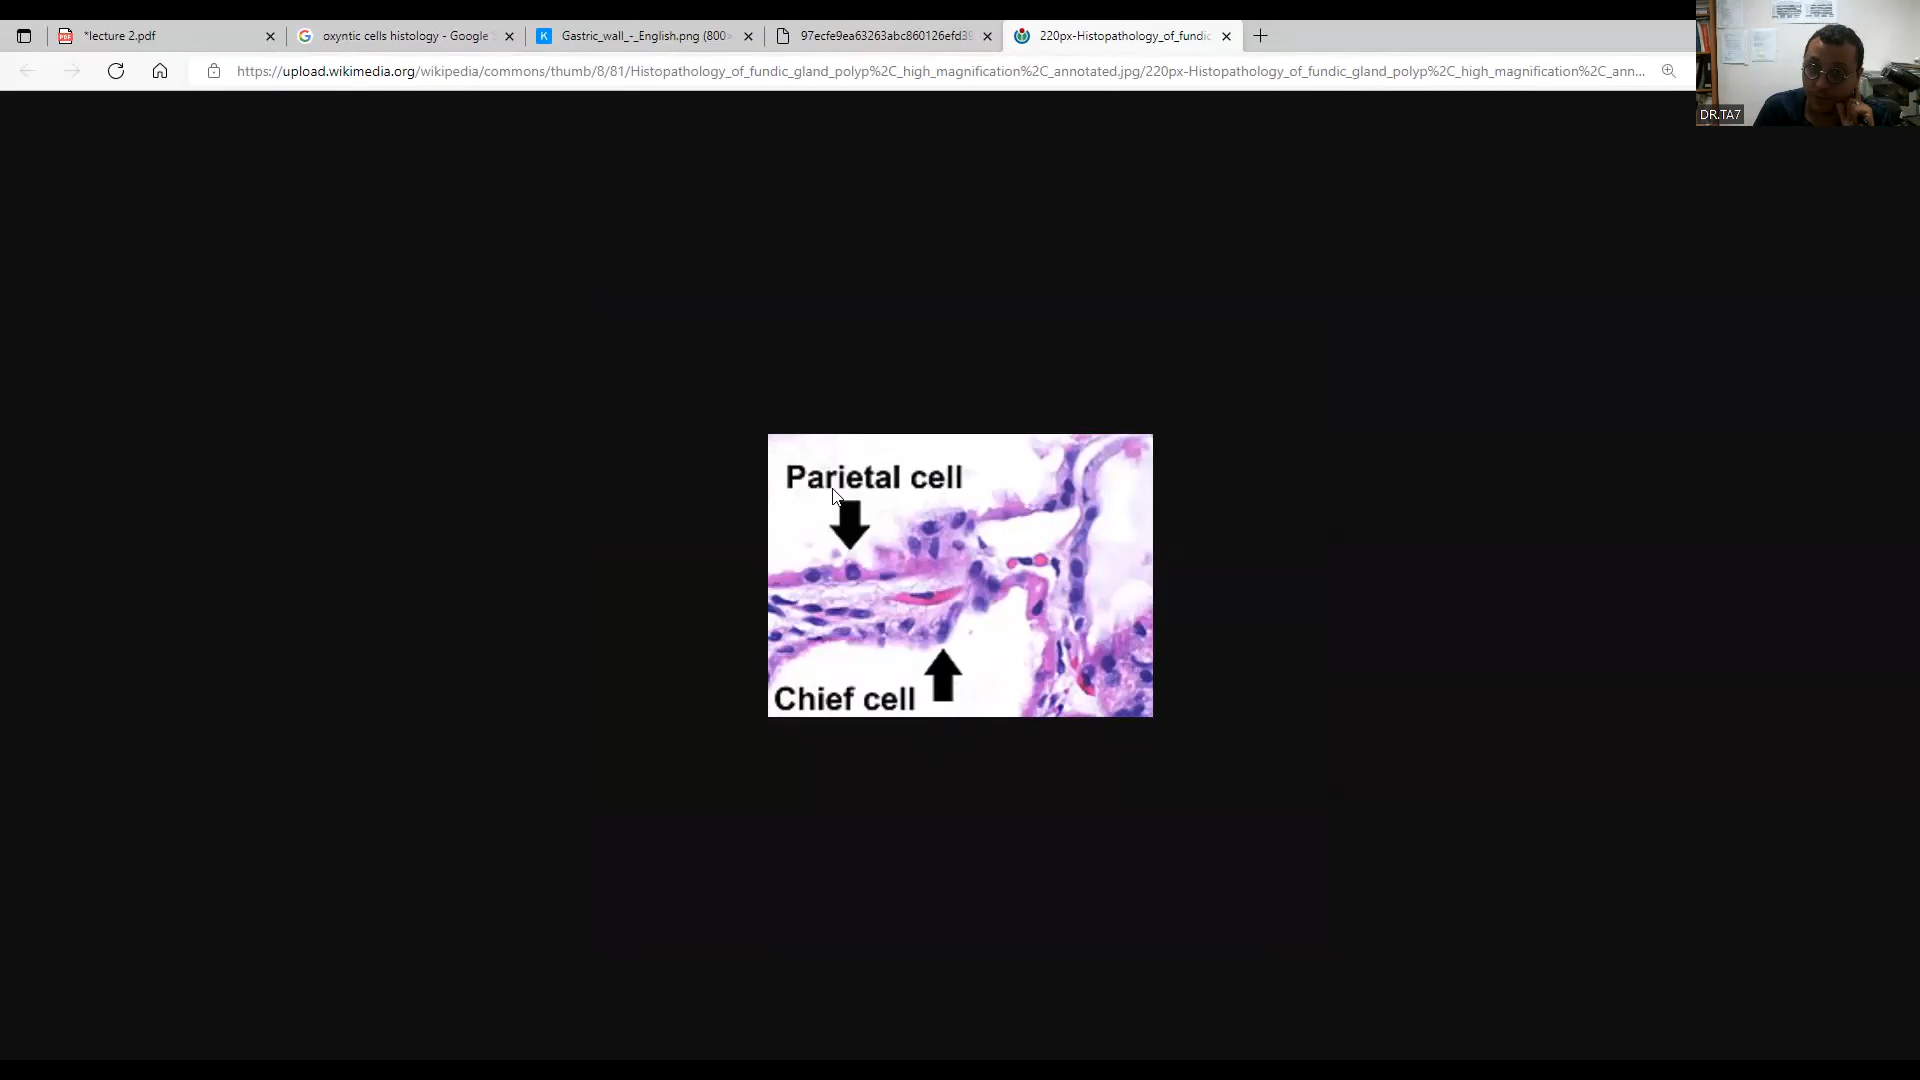 *lecture 2.pdf
oxyntic cells histology - Google
Gastric_wall_-_English.png (800
97ecfe9ea63263abc860126efd3
220px-Histopathology_of_fundic
https://upload.wikimedia.org/wikipedia/commons/thumb/8/81/Histopathology_of_fundic_gland_polyp%2C_high_magnification%2C_annotated.jpg/220px-Histopathology_of_fundic_gland_polyp%2C_high_magnification%2C_ann...
DR.TA7
Parietal cell
Chief cell